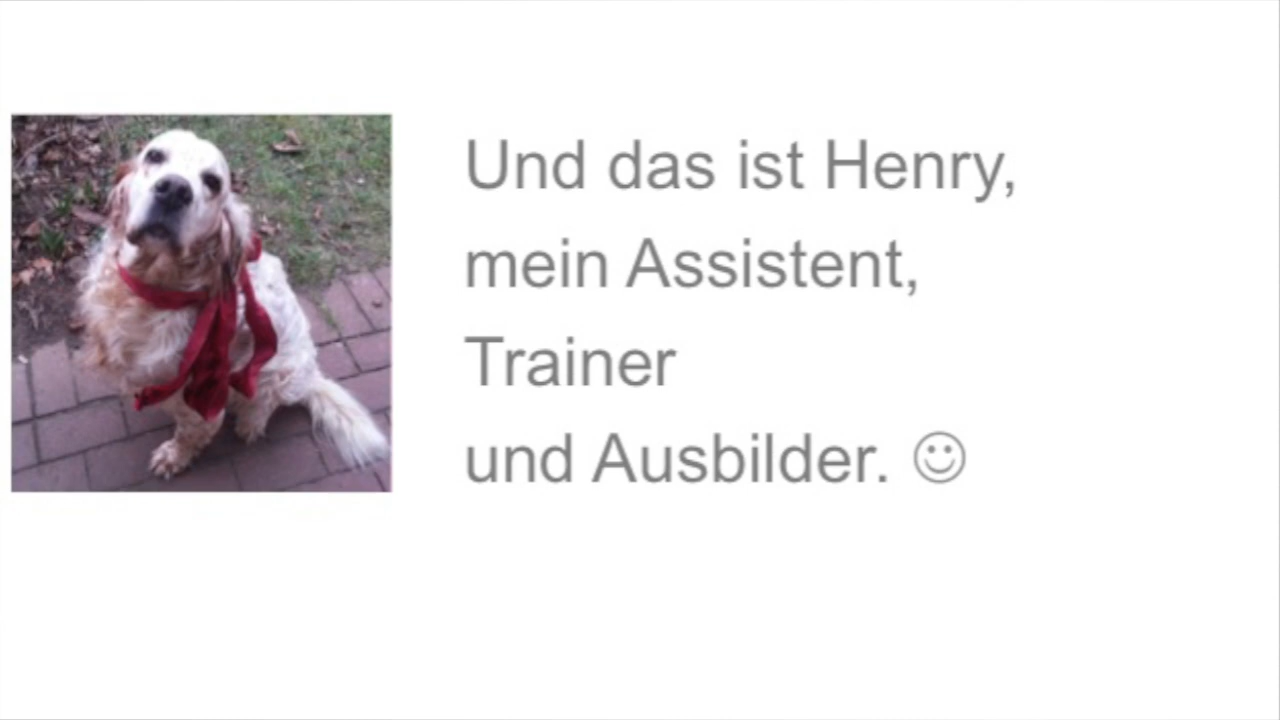 Und das ist Henry,
mein Assistent,
Trainer
und Ausbilder. ☺